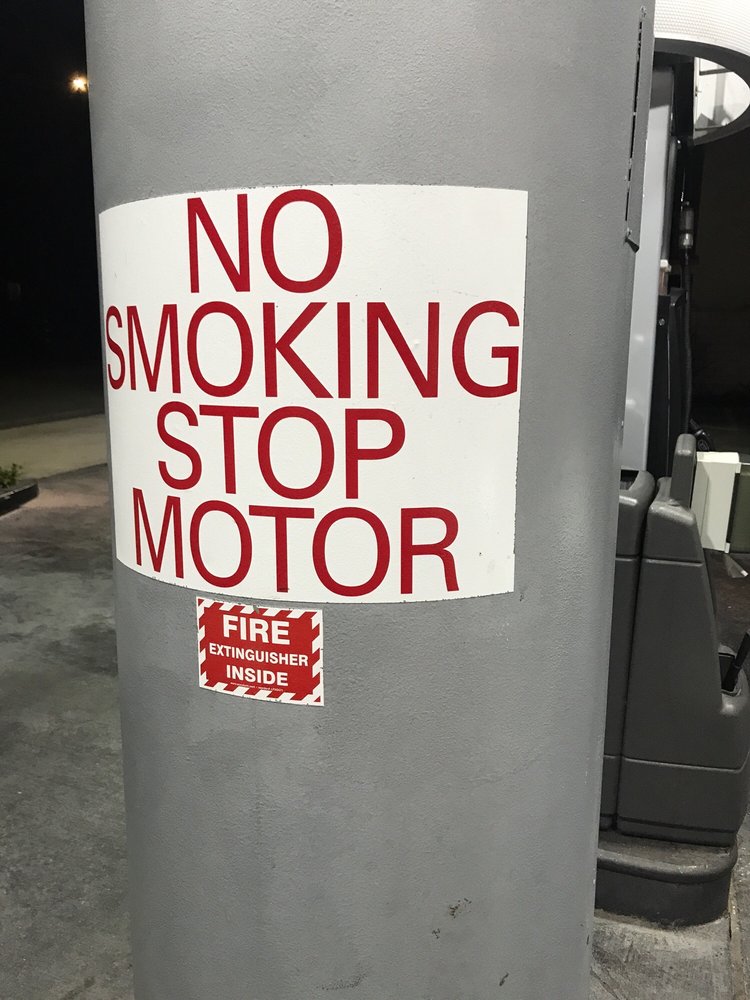 NO
SMOKING
STOP
MOTOR
FIRE
EXTINGUISHER
INSIDE